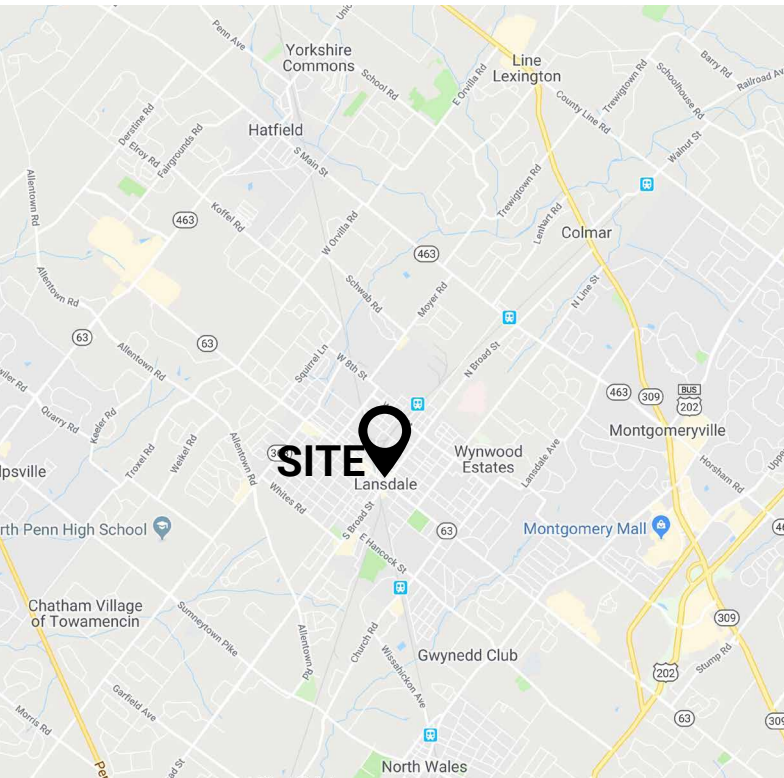 Penn Ave
Yorkshire
Commons
School Rd
E Orvilla Rd
Line
Lexington
County Line Rd
Trewigtown Rd
Schoolhouse Rd
Barry Rd
Railroad Av
Walnut St
Derstine Rd
Elroy Rd
Fairgrounds Rd
Hatfield
S Main St
Allentown Rd
463
Koffel Rd
W Orvilla Rd
Trewigtown Rd
Lenhart Rd
Colmar
463
Allentown Rd
Schwab Rd
Moyer Rd
N Line St
63
63
Allentown Rd
Squirrel Ln
W 8th St
N Broad St
463
309
BUS
202
Quarry Rd
Keeler Rd
Troxel Rd
Weikel Rd
Allentown Rd
SITE
Lansdale
Wynwood
Estates
Lansdale Ave
Montgomeryville
Horsham Rd
lpsville
Whites Rd
S Broad St
E Hancock St
63
rth Penn High School
Montgomery Mall
Chatham Village
of Towamencin
Sumneytown Pike
Allentown Rd
Church Rd
Wissahickon Ave
Gwynedd Club
309
Stump Rd
202
63
Garfield Ave
Morris Rd
North Wales